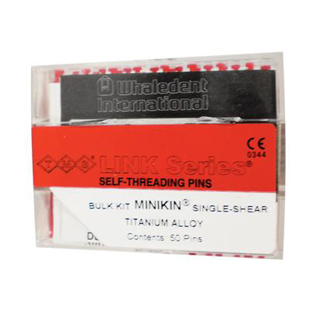 Whaledent
International
TMS LINK Series®
SELF-THREADING PINS
CE
0344
BULK KIT MINIKIN® SINGLE-SHEAR
TITANIUM ALLOY
Contents: 50 Pins